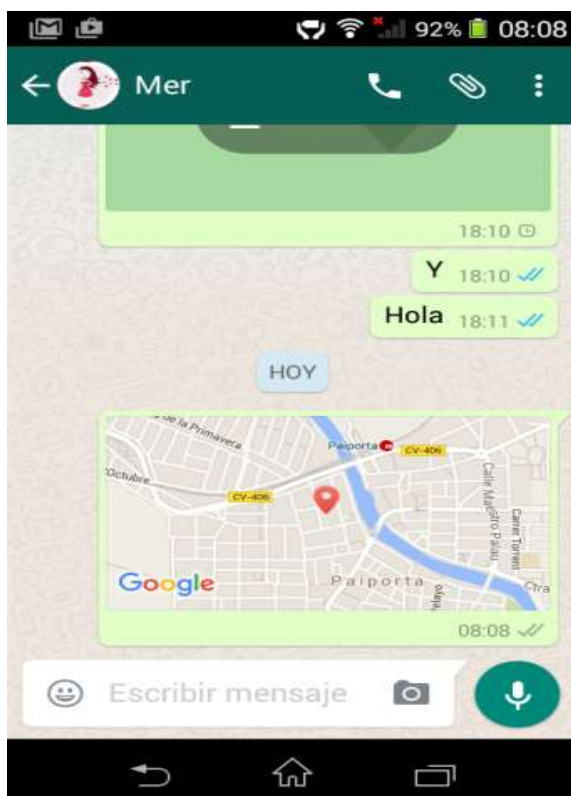 92% 08:08
Mer
18:10
Y 18:10
Hola 18:11
HOY
de la Primavera
Paiporta CV-406
Octubre
CV-406
Calle Maestro Palau
Carrer Torrent
Google
Paiporta
Ctra
08:08
Escribir mensaje